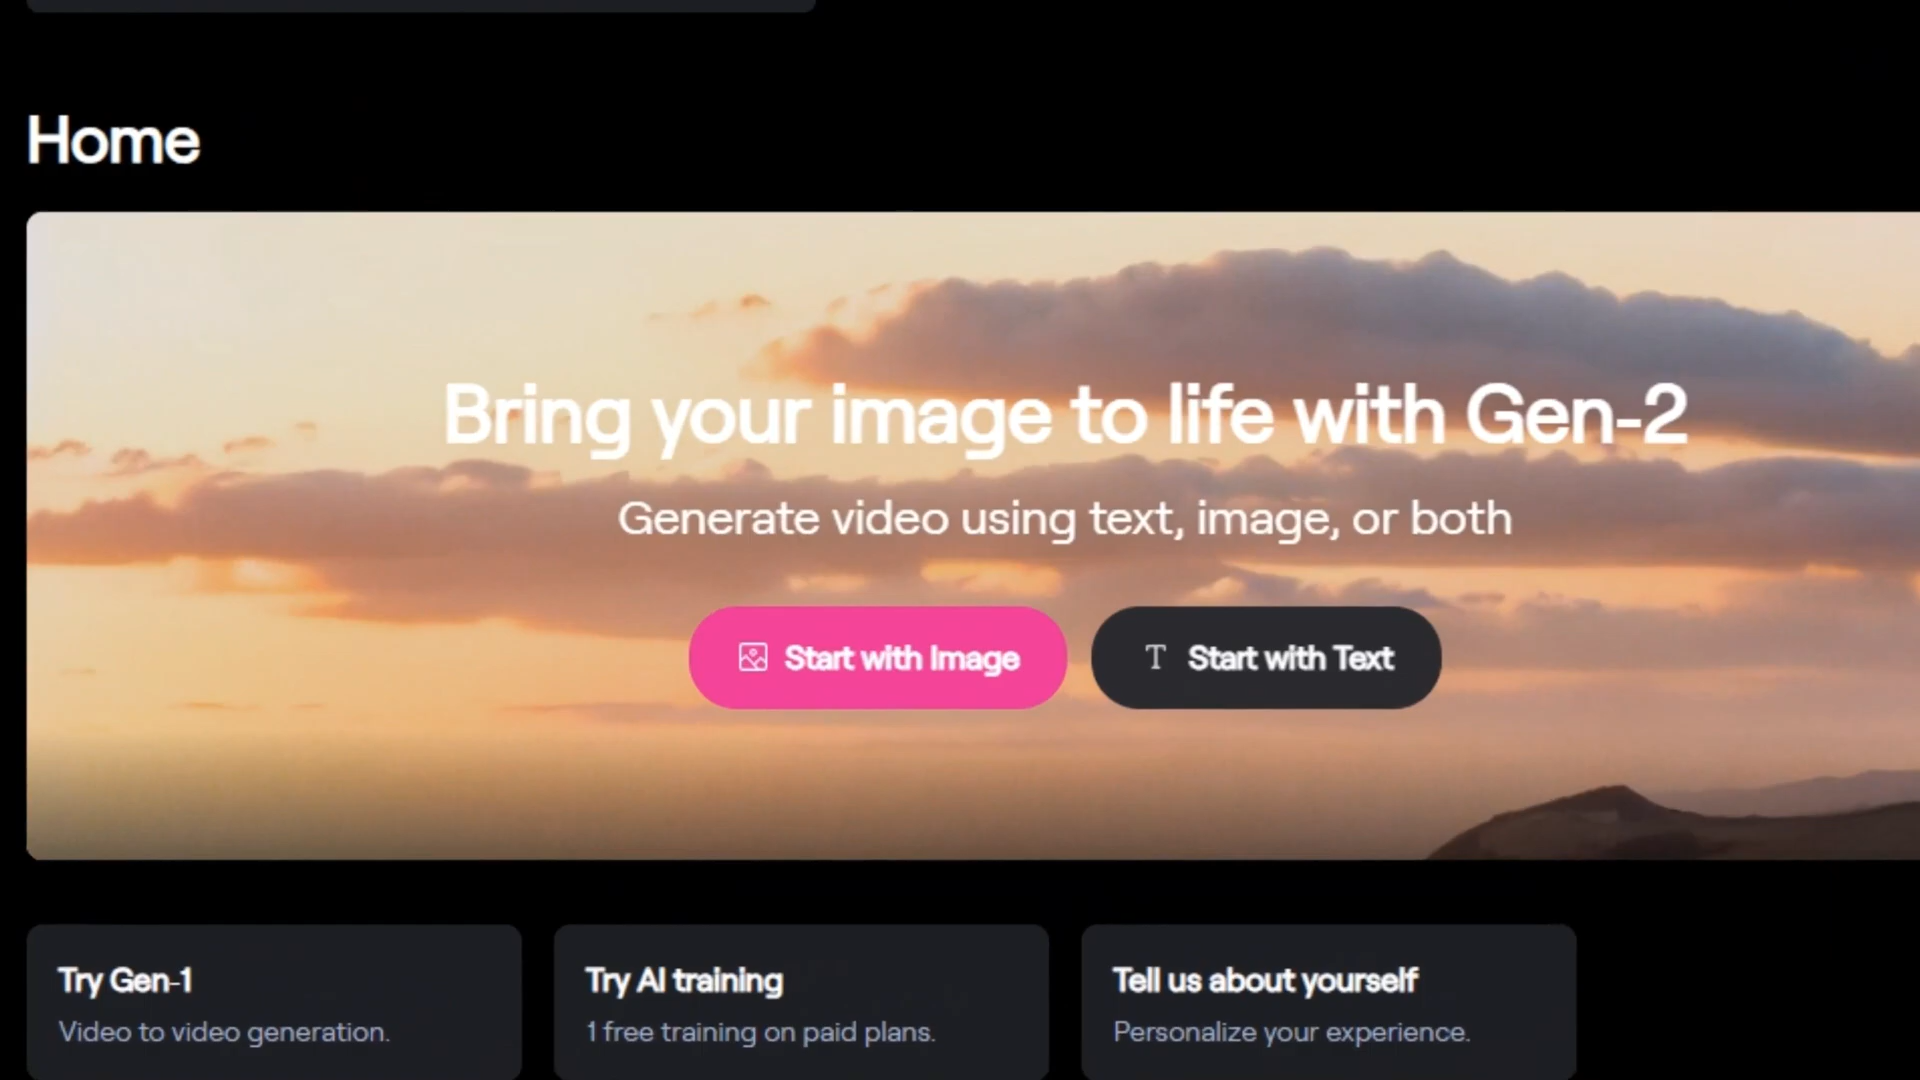 Home
Bring your image to life with Gen-2
Generate video using text, image, or both
Start with Image
Start with Text
Try Gen-1
Video to video generation.
Try AI training
1 free training on paid plans.
Tell us about yourself
Personalize your experience.